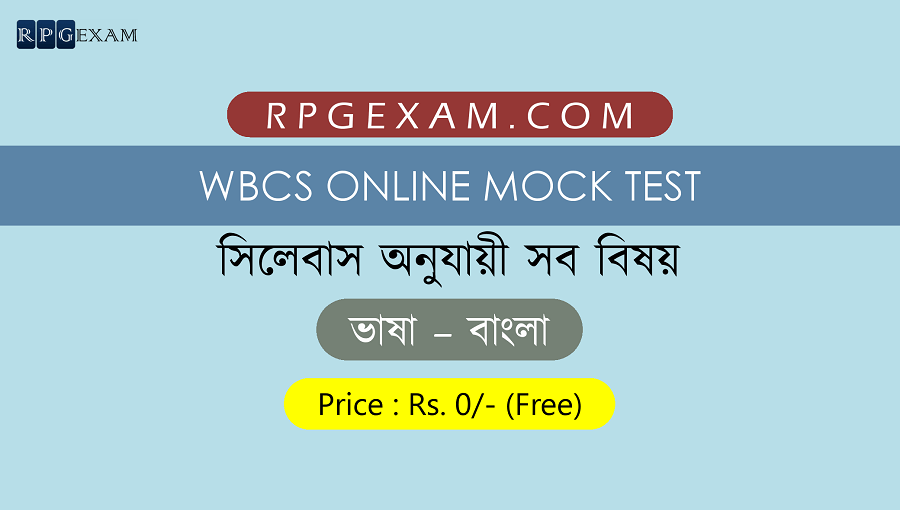 RPGEXAM
RPGEXAM.COM
WBCS ONLINE MOCK TEST
সিলেবাস অনুযায়ী সব বিষয়
ভাষা – বাংলা
Price : Rs. 0/- (Free)